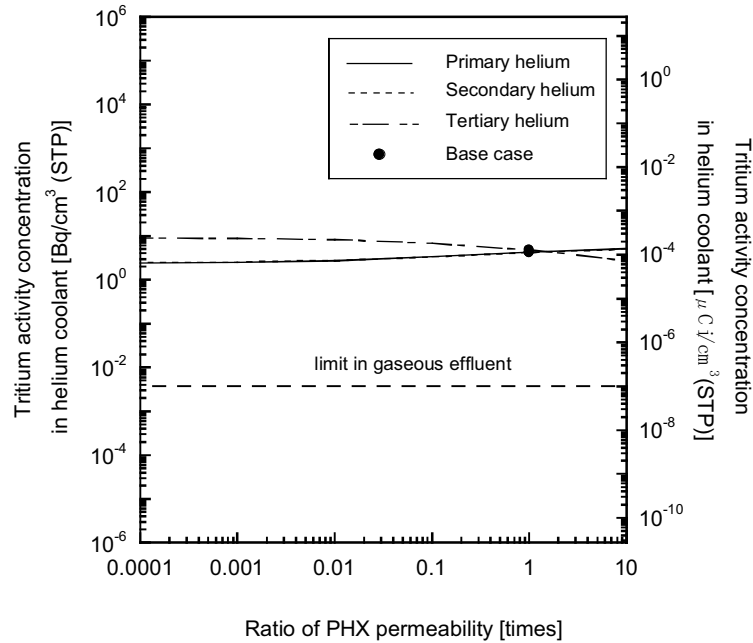 10^6
10^4
10^2
10^0
10^-2
10^-4
10^-6
Tritium activity concentration
in helium coolant [Bq/cm^3 (STP)]
Primary helium
Secondary helium
Tertiary helium
Base case
limit in gaseous effluent
10^0
10^-2
10^-4
10^-6
10^-8
10^-10
Tritium activity concentration
in helium coolant [μCi/cm^3(STP)]
0.0001
0.001
0.01
0.1
1
10
Ratio of PHX permeability [times]